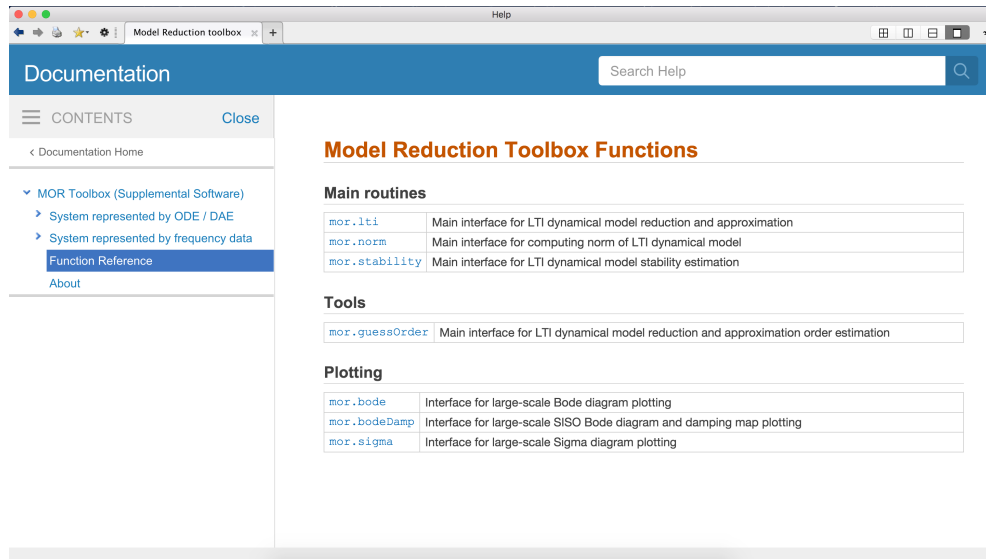 Help
Model Reduction toolbox
Documentation
Search Help
CONTENTS Close
Documentation Home
MOR Toolbox (Supplemental Software)
System represented by ODE / DAE
System represented by frequency data
Function Reference
About
Model Reduction Toolbox Functions
Main routines
mor.lti Main interface for LTI dynamical model reduction and approximation
mor.norm Main interface for computing norm of LTI dynamical model
mor.stability Main interface for LTI dynamical model stability estimation
Tools
mor.guessOrder Main interface for LTI dynamical model reduction and approximation order estimation
Plotting
mor.bode Interface for large-scale Bode diagram plotting
mor.bodeDamp Interface for large-scale SISO Bode diagram and damping map plotting
mor.sigma Interface for large-scale Sigma diagram plotting